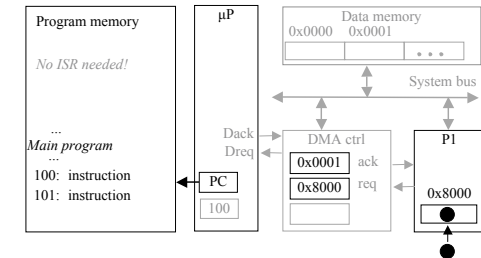 Program memory
No ISR needed!
...
Main program
...
100: instruction
101: instruction
μP
PC
100
Data memory
0x0000 0x0001
...
System bus
Dack
Dreq
DMA ctrl
0x0001
ack
0x8000
req
P1
0x8000